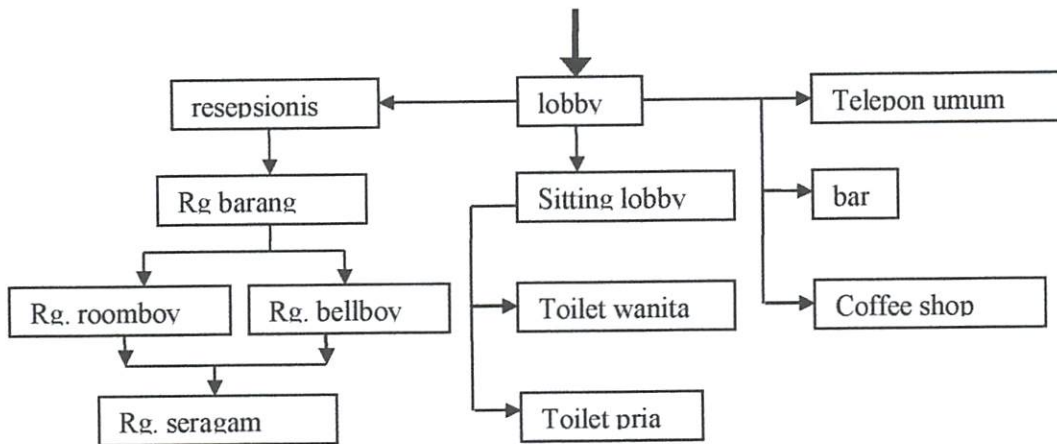 resepsionis
lobby
Telepon umum
Rg barang
Sitting lobby
bar
Rg. roomboy
Rg. bellboy
Toilet wanita
Coffee shop
Rg. seragam
Toilet pria